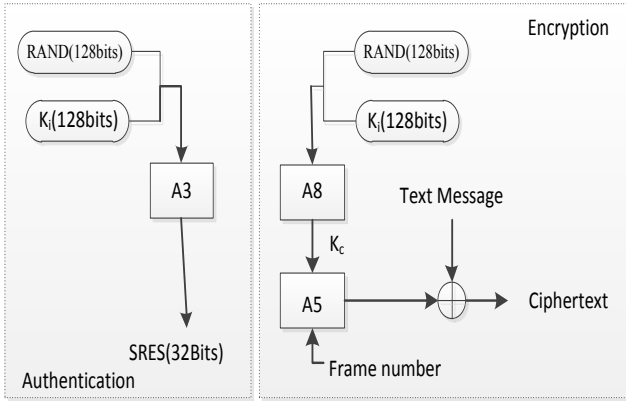 RAND(128bits)
Ki(128bits)
A3
SRES(32Bits)
Authentication
Encryption
RAND(128bits)
Ki(128bits)
A8
Kc
Text Message
A5
Ciphertext
Frame number